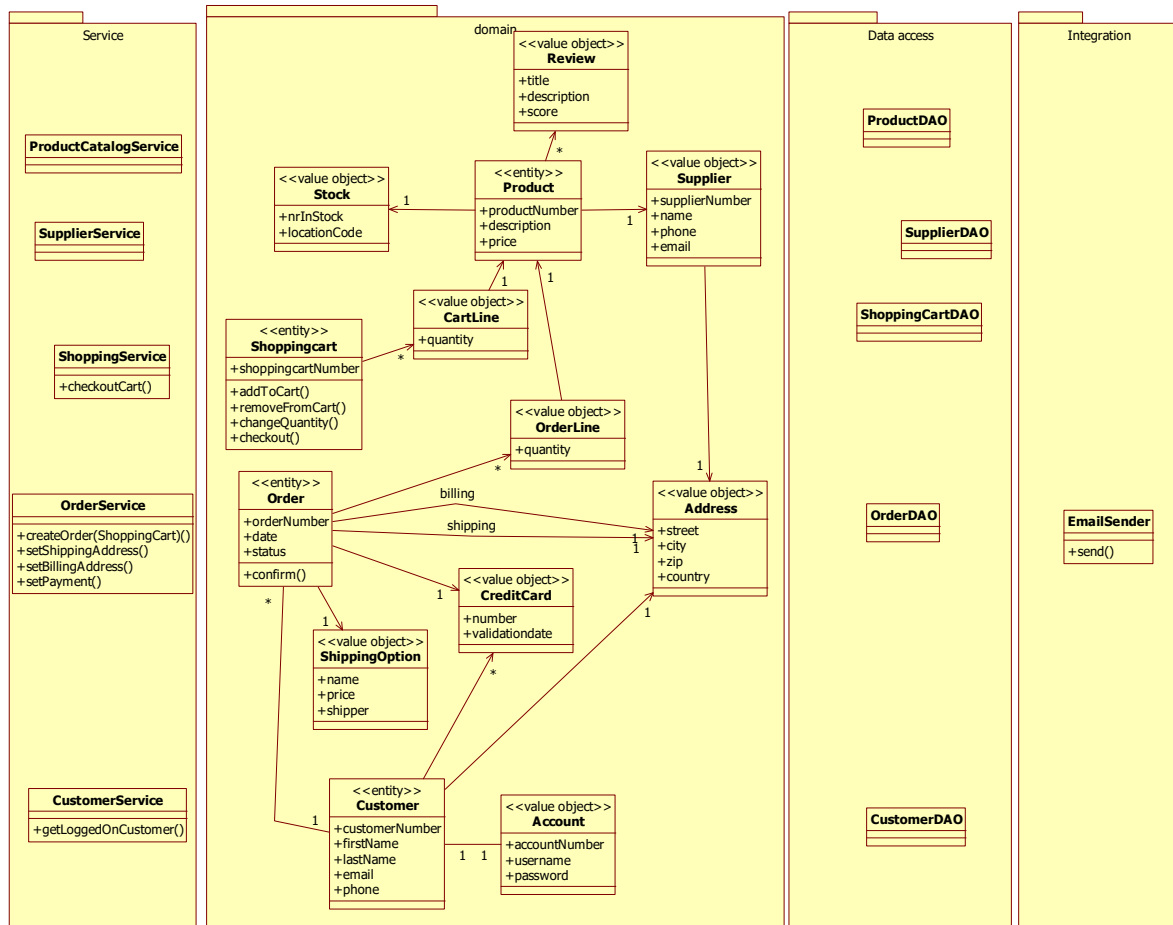 Service
ProductCatalogService
SupplierService
ShoppingService
+checkoutCart()
OrderService
+createOrder(ShoppingCart)()
+setShippingAddress()
+setBillingAddress()
+setPayment()
CustomerService
+getLoggedOnCustomer()
domain
<<value object>>
Review
+title
+description
+score
*
<<value object>>
Stock
+nrInStock
+locationCode
1
<<entity>>
Product
+productNumber
+description
+price
1
<<value object>>
Supplier
+supplierNumber
+name
+phone
+email
1
1
<<value object>>
CartLine
+quantity
<<entity>>
Shoppingcart
+shoppingcartNumber
+addToCart()
+removeFromCart()
+changeQuantity()
+checkout()
*
<<value object>>
OrderLine
+quantity
*
1
<<entity>>
Order
+orderNumber
+date
+status
+confirm()
billing
shipping
1
1
<<value object>>
Address
+street
+city
+zip
+country
1
1
<<value object>>
CreditCard
+number
+validationdate
*
*
1
<<value object>>
ShippingOption
+name
+price
+shipper
<<entity>>
Customer
+customerNumber
+firstName
+lastName
+email
+phone
1
1 1
<<value object>>
Account
+accountNumber
+username
+password
Data access
ProductDAO
SupplierDAO
ShoppingCartDAO
OrderDAO
CustomerDAO
Integration
EmailSender
+send()